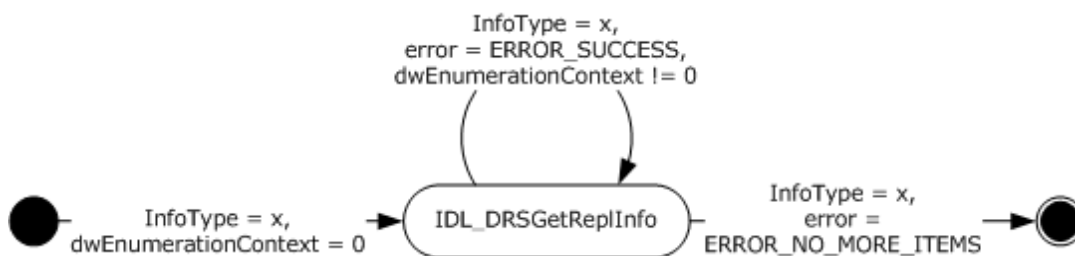 InfoType = x,
error = ERROR_SUCCESS,
dwEnumerationContext != 0
InfoType = x,
dwEnumerationContext = 0
IDL_DRSGetReplInfo
InfoType = x,
error =
ERROR_NO_MORE_ITEMS